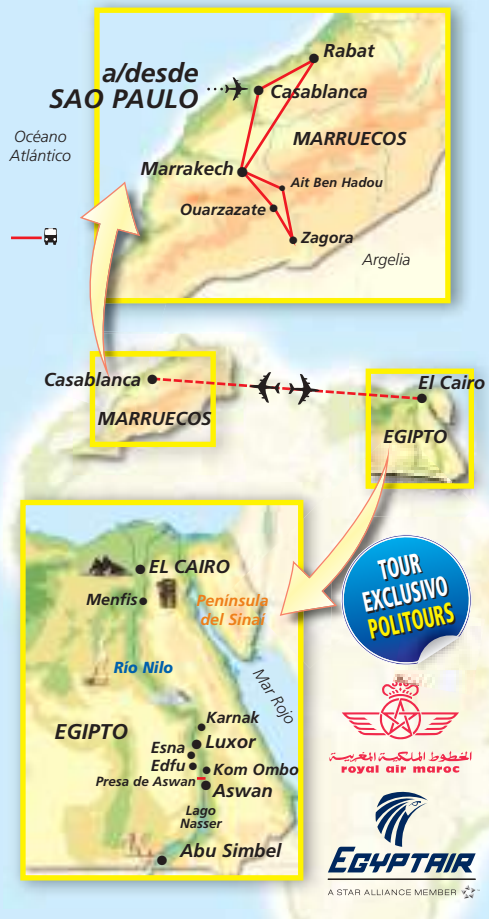 Rabat
a/desde
SAO PAULO
Casablanca
Océano
Atlántico
MARRUECOS
Marrakech
Ait Ben Hadou
Ouarzazate
Zagora
Argelia
Casablanca
El Cairo
MARRUECOS
EGIPTO
EL CAIRO
Menfis
Península
del Sinaí
Río Nilo
Mar Rojo
EGIPTO
Karnak
Luxor
Esna
Edfu
Kom Ombo
Presa de Aswan
Aswan
Lago
Nasser
Abu Simbel
TOUR
EXCLUSIVO
POLITOURS
الخطوط الملكية المغربية
royal air maroc
EGYPTAIR
A STAR ALLIANCE MEMBER